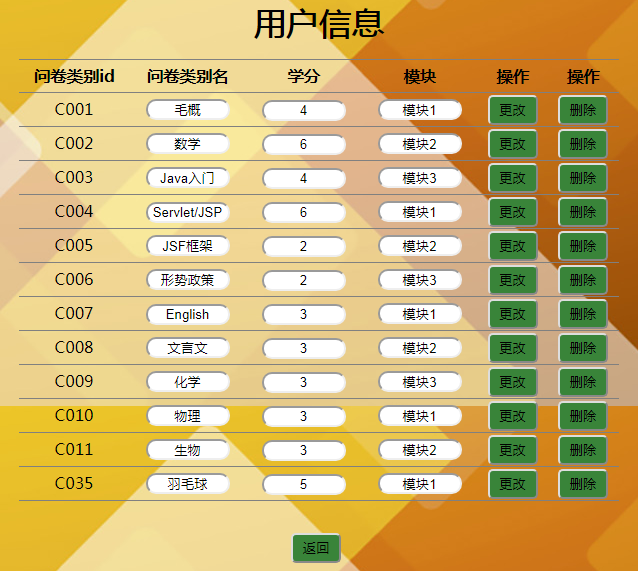 用户信息
问卷类别id 问卷类别名 学分 模块 操作 操作
C001 毛概 4 模块1 更改 删除
C002 数学 6 模块2 更改 删除
C003 Java入门 4 模块3 更改 删除
C004 Servlet/JSP 6 模块1 更改 删除
C005 JSF框架 2 模块2 更改 删除
C006 形势政策 2 模块3 更改 删除
C007 English 3 模块1 更改 删除
C008 文言文 3 模块2 更改 删除
C009 化学 3 模块3 更改 删除
C010 物理 3 模块1 更改 删除
C011 生物 3 模块2 更改 删除
C035 羽毛球 5 模块1 更改 删除
返回